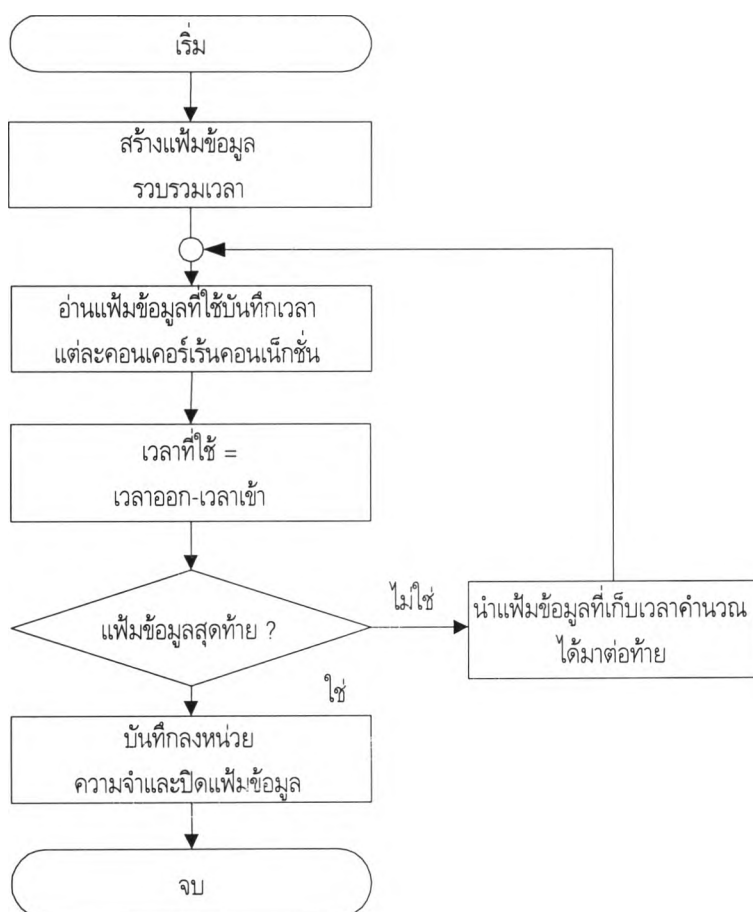 เริ่ม
สร้างแฟ้มข้อมูล
รวบรวมเวลา
อ่านแฟ้มข้อมูลที่ใช้บันทึกเวลา
แต่ละคอนเคอร์เร้นคอนเน็กชั่น
เวลาที่ใช้ =
เวลาออก-เวลาเข้า
แฟ้มข้อมูลสุดท้าย ?
ไม่ใช่
นำแฟ้มข้อมูลที่เก็บเวลาคำนวณ
ได้มาต่อท้าย
ใช่
บันทึกลงหน่วย
ความจำและปิดแฟ้มข้อมูล
จบ